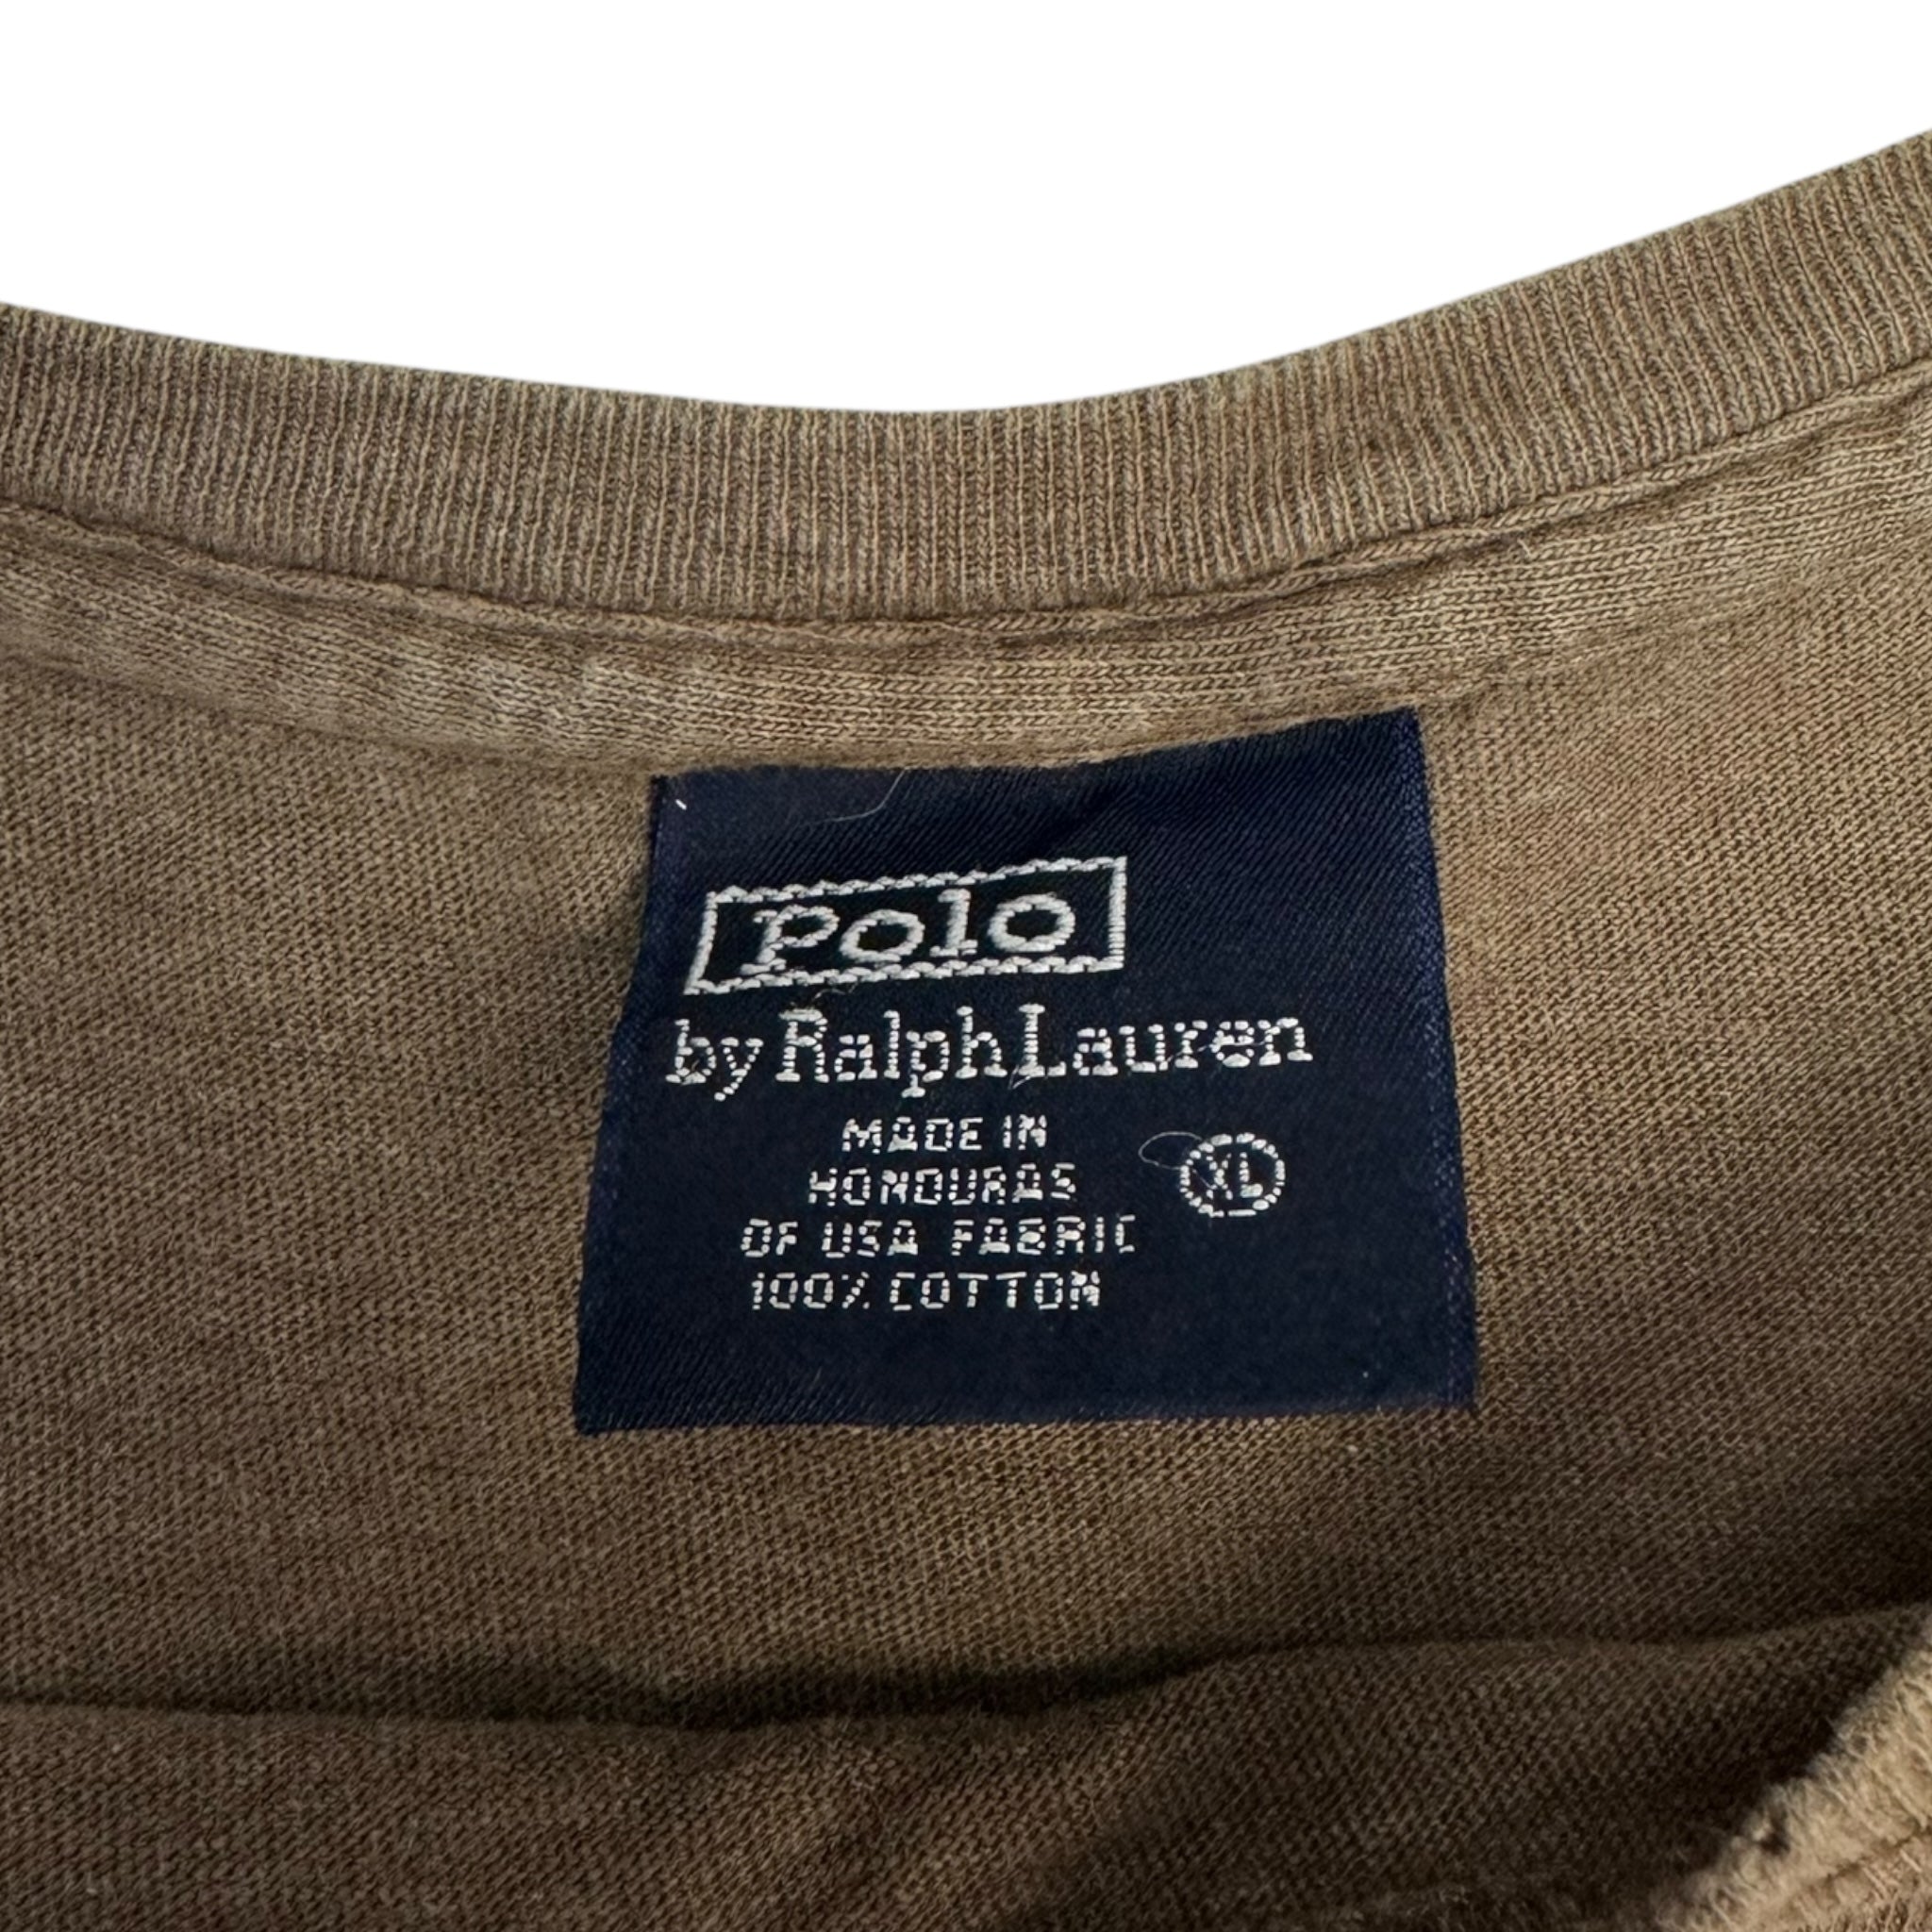 Polo
by Ralph Lauren
MADE IN
HONDURAS
XL
OF USA FABRIC
100% COTTON